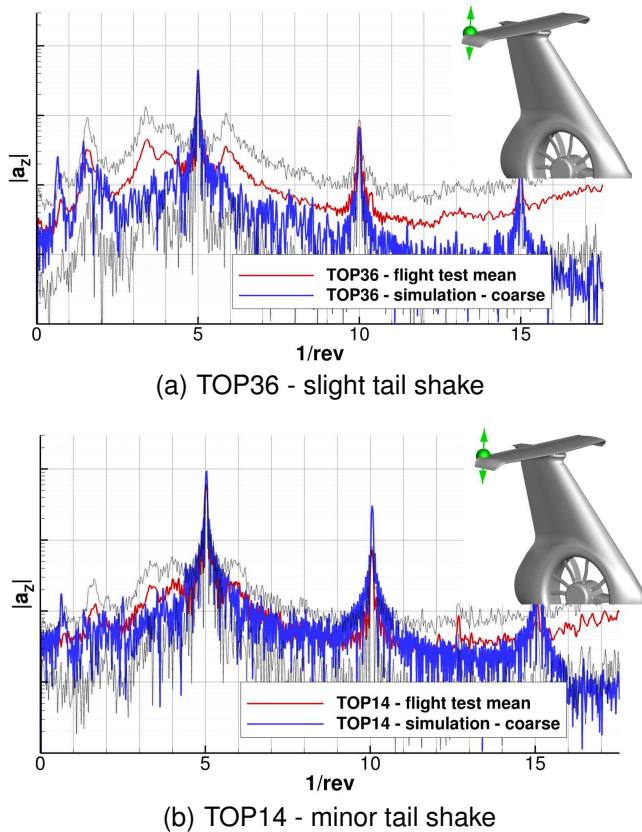 |a_z|
TOP36 - flight test mean
TOP36 - simulation - coarse
0 5 10 15
1/rev
(a) TOP36 - slight tail shake
|a_z|
TOP14 - flight test mean
TOP14 - simulation - coarse
0 5 10 15
1/rev
(b) TOP14 - minor tail shake